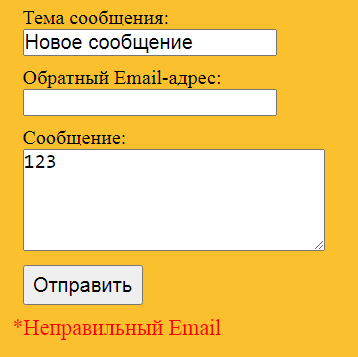 Тема сообщения:
Новое сообщение
Обратный Email-адрес:
Сообщение:
123
Отправить
*Неправильный Email